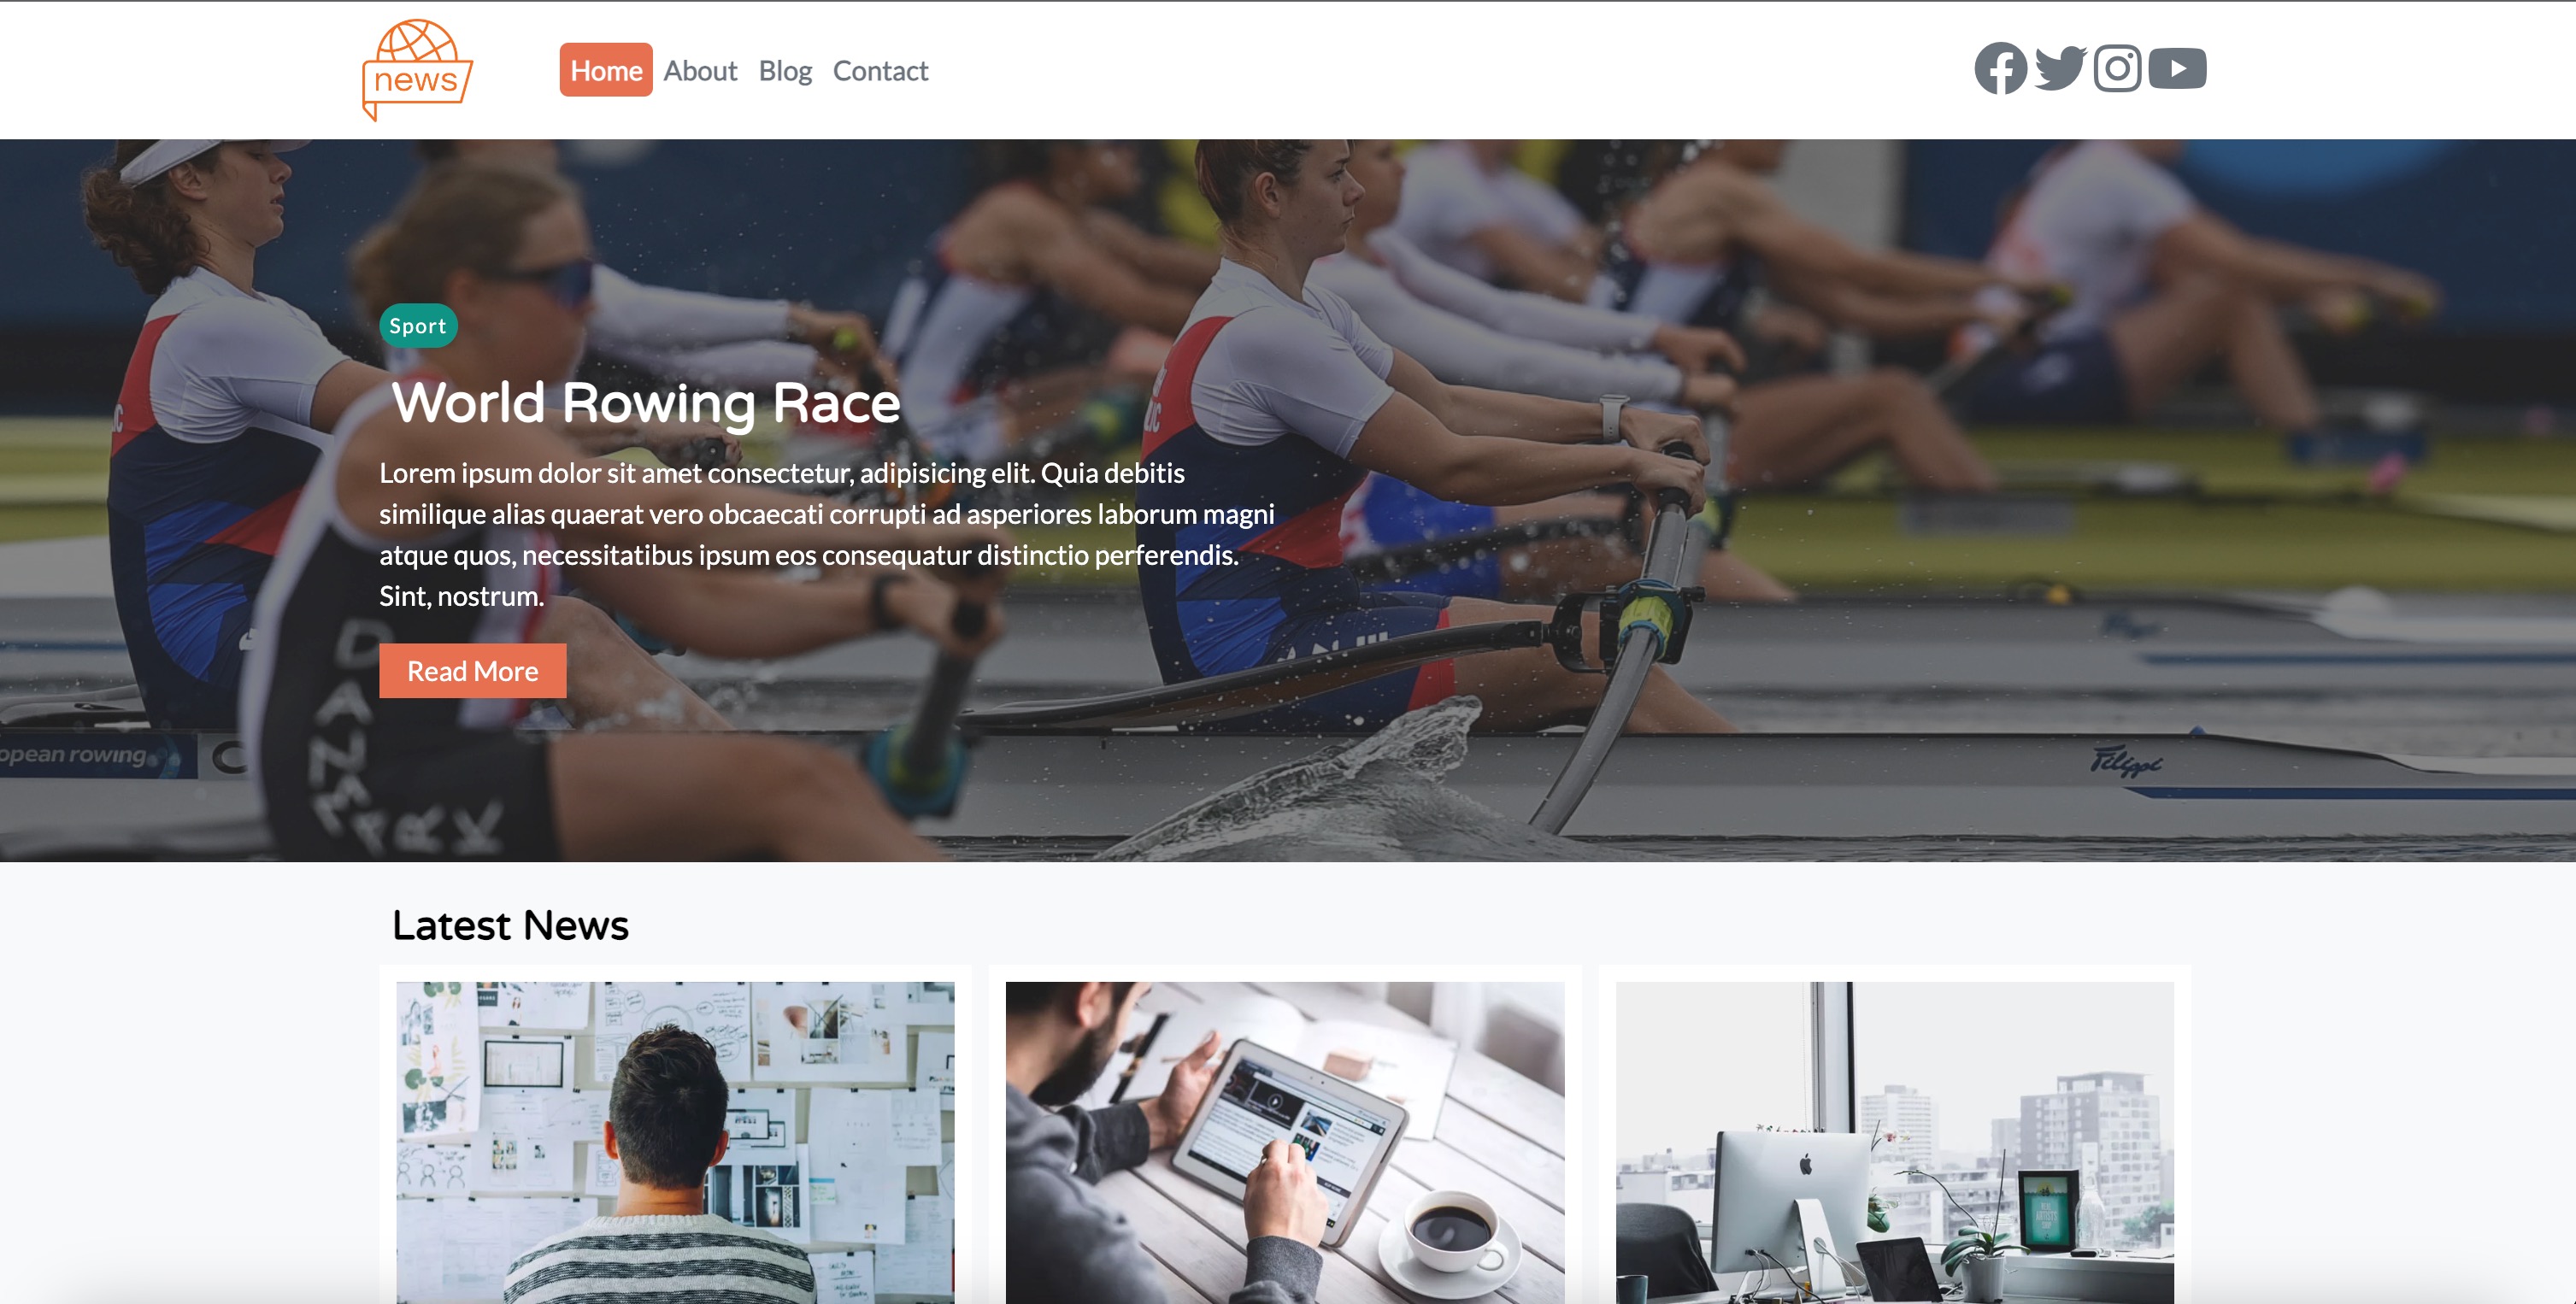 news
Home About Blog Contact
Sport
World Rowing Race
Lorem ipsum dolor sit amet consectetur, adipisicing elit. Quia debitis
similique alias quaerat vero obcaecati corrupti ad asperiores laborum magni
atque quos, necessitatibus ipsum eos consequatur distinctio perferendis.
Sint, nostrum.
Read More
DANMARK
opean rowing
Filippi
Latest News